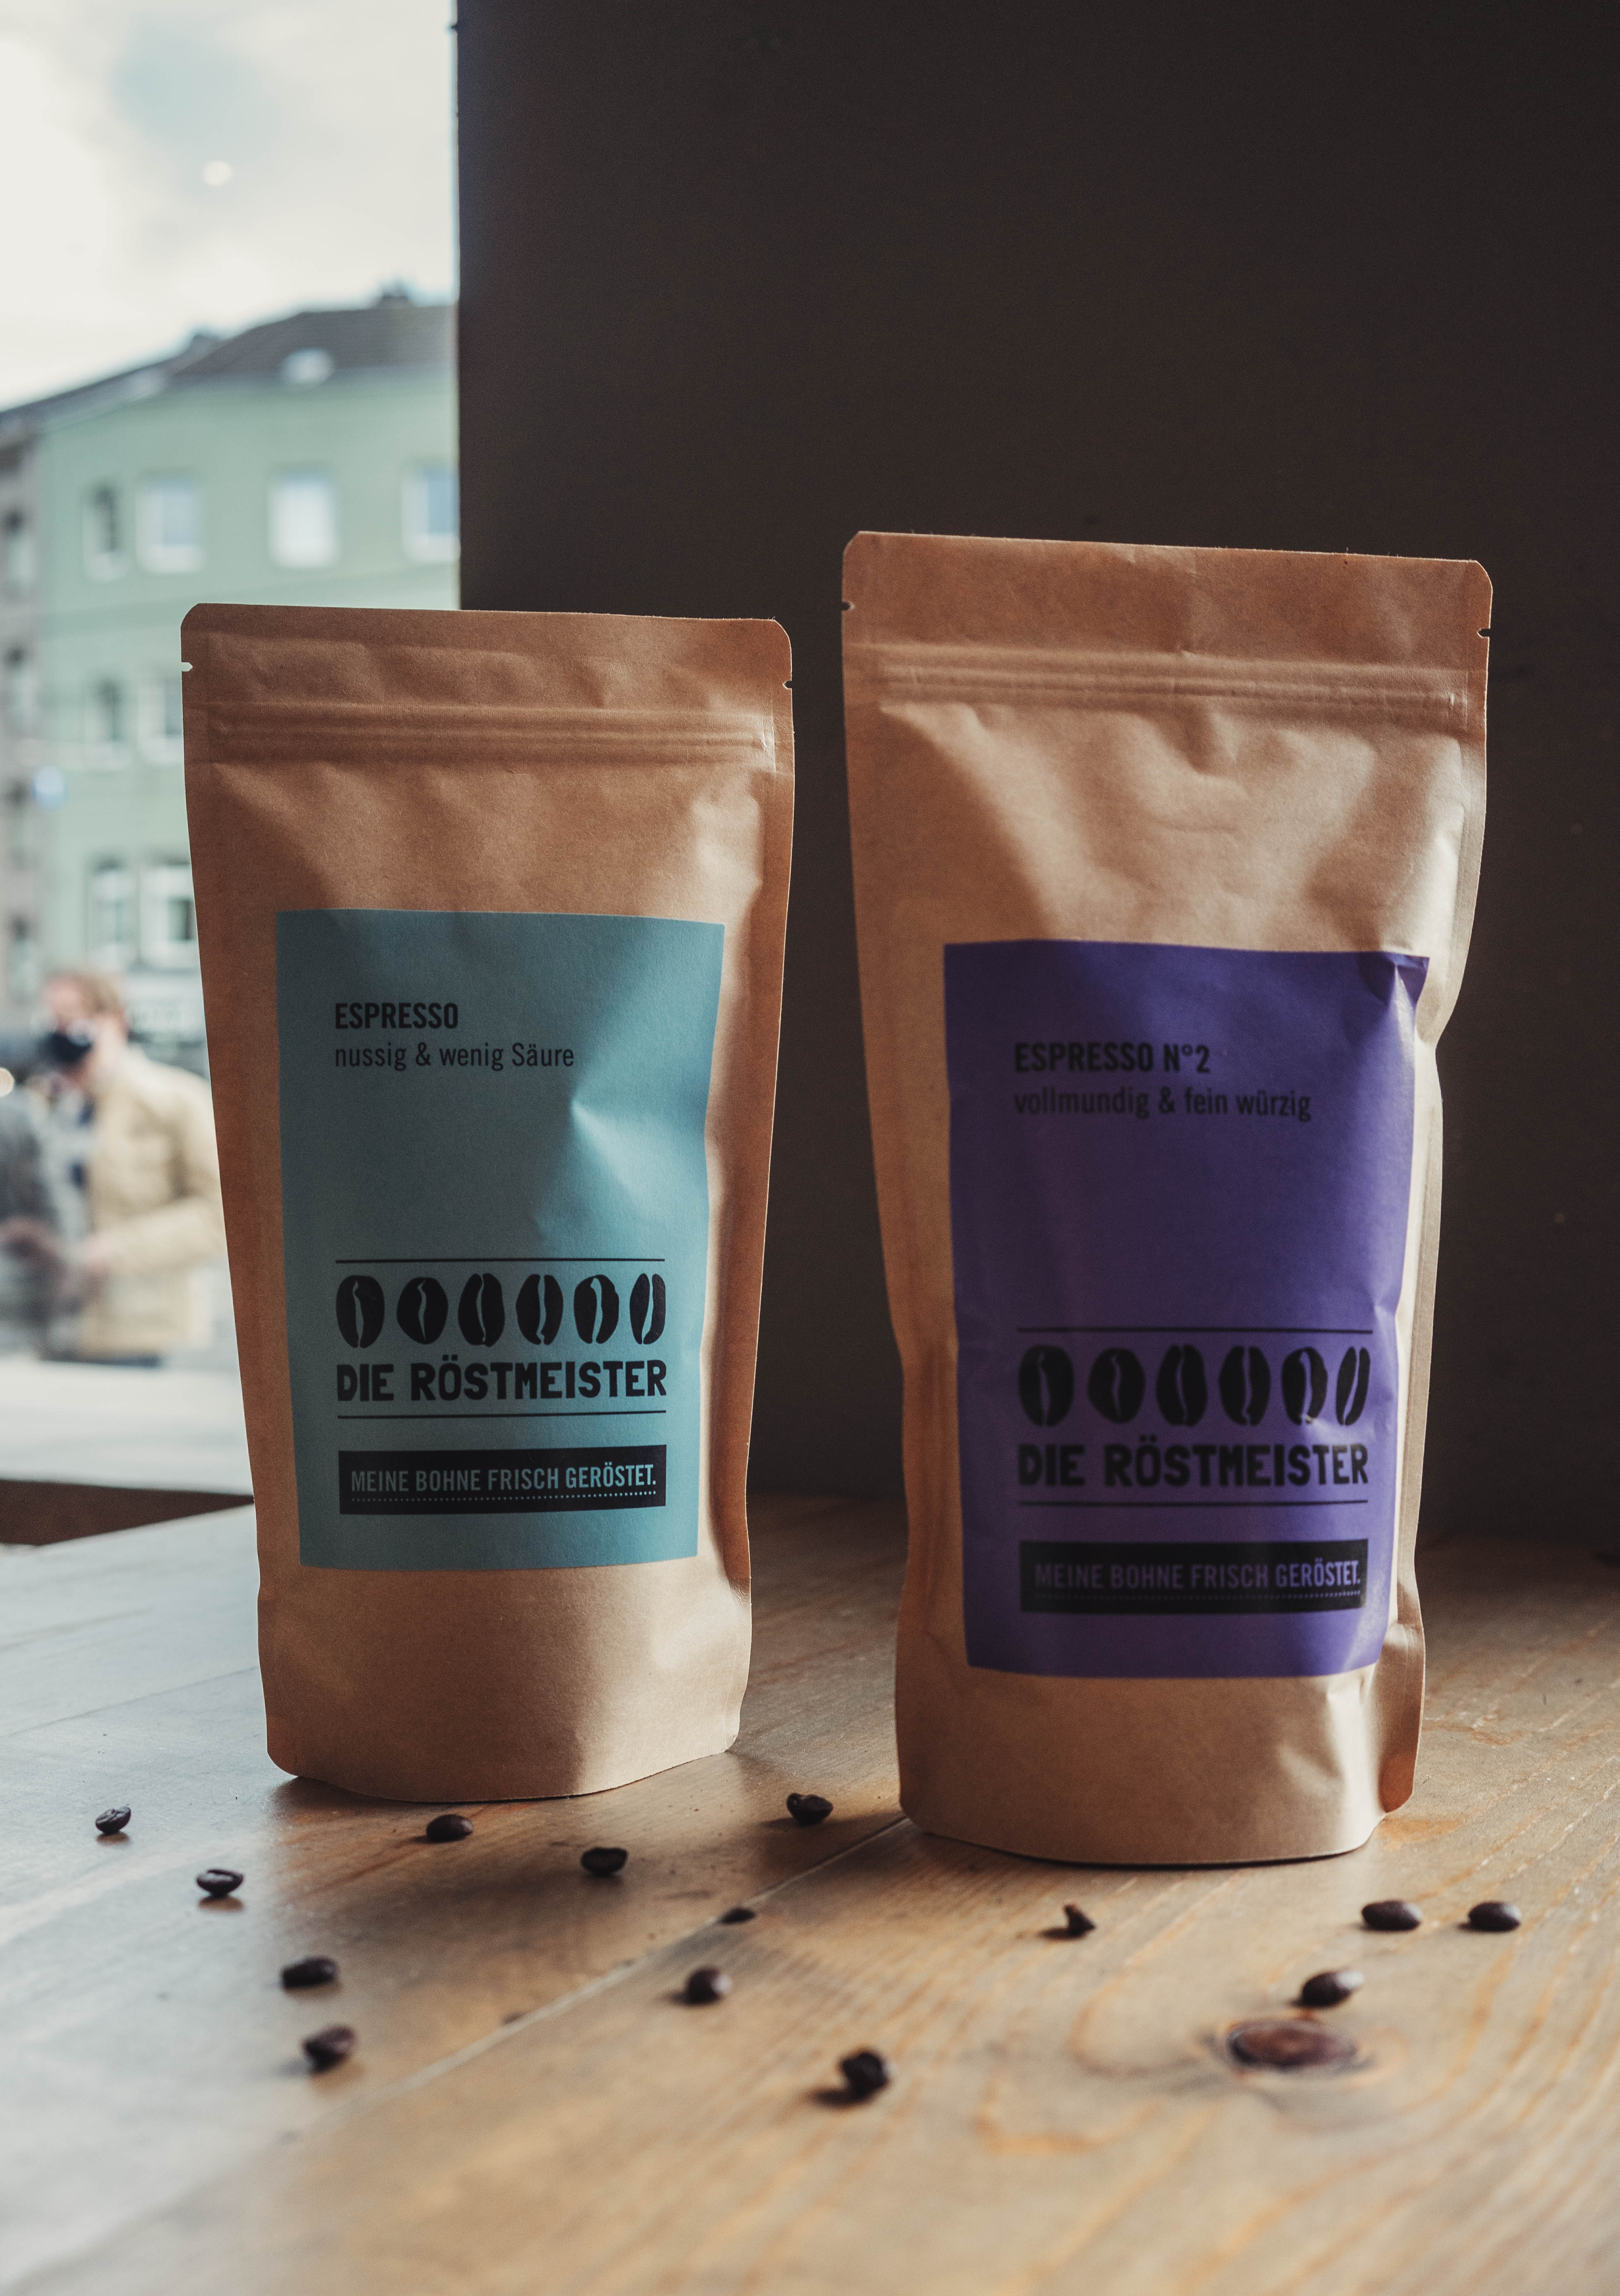 ESPRESSO
nussig & wenig Säure
DIE RÖSTMEISTER
MEINE BOHNE FRISCH GERÖSTET.
ESPRESSO N°2
vollmundig & fein würzig
DIE RÖSTMEISTER
MEINE BOHNE FRISCH GERÖSTET.